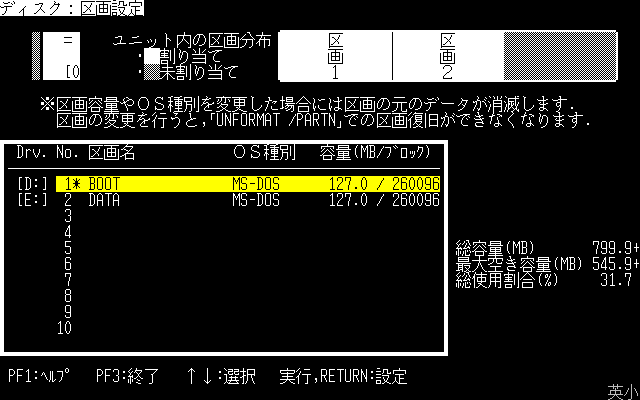 ディスク:区画設定
=
[0
ユニット内の区画分布
・ 割り当て
・ 未割り当て
区画1
区画2
※区画容量やOS種別を変更した場合には区画の元のデータが消滅します.
区画の変更を行うと,「UNFORMAT /PARTN」での区画復旧ができなくなります.
Drv. No. 区画名 OS種別 容量(MB/ブロック)
[D:] 1* BOOT MS-DOS 127.0 / 260096
[E:] 2 DATA MS-DOS 127.0 / 260096
3
4
5
6
7
8
9
10
総容量(MB) 799.9+
最大空き容量(MB) 545.9+
総使用割合(%) 31.7
PF1:ヘルプ PF3:終了 ↑↓:選択 実行,RETURN:設定
英小